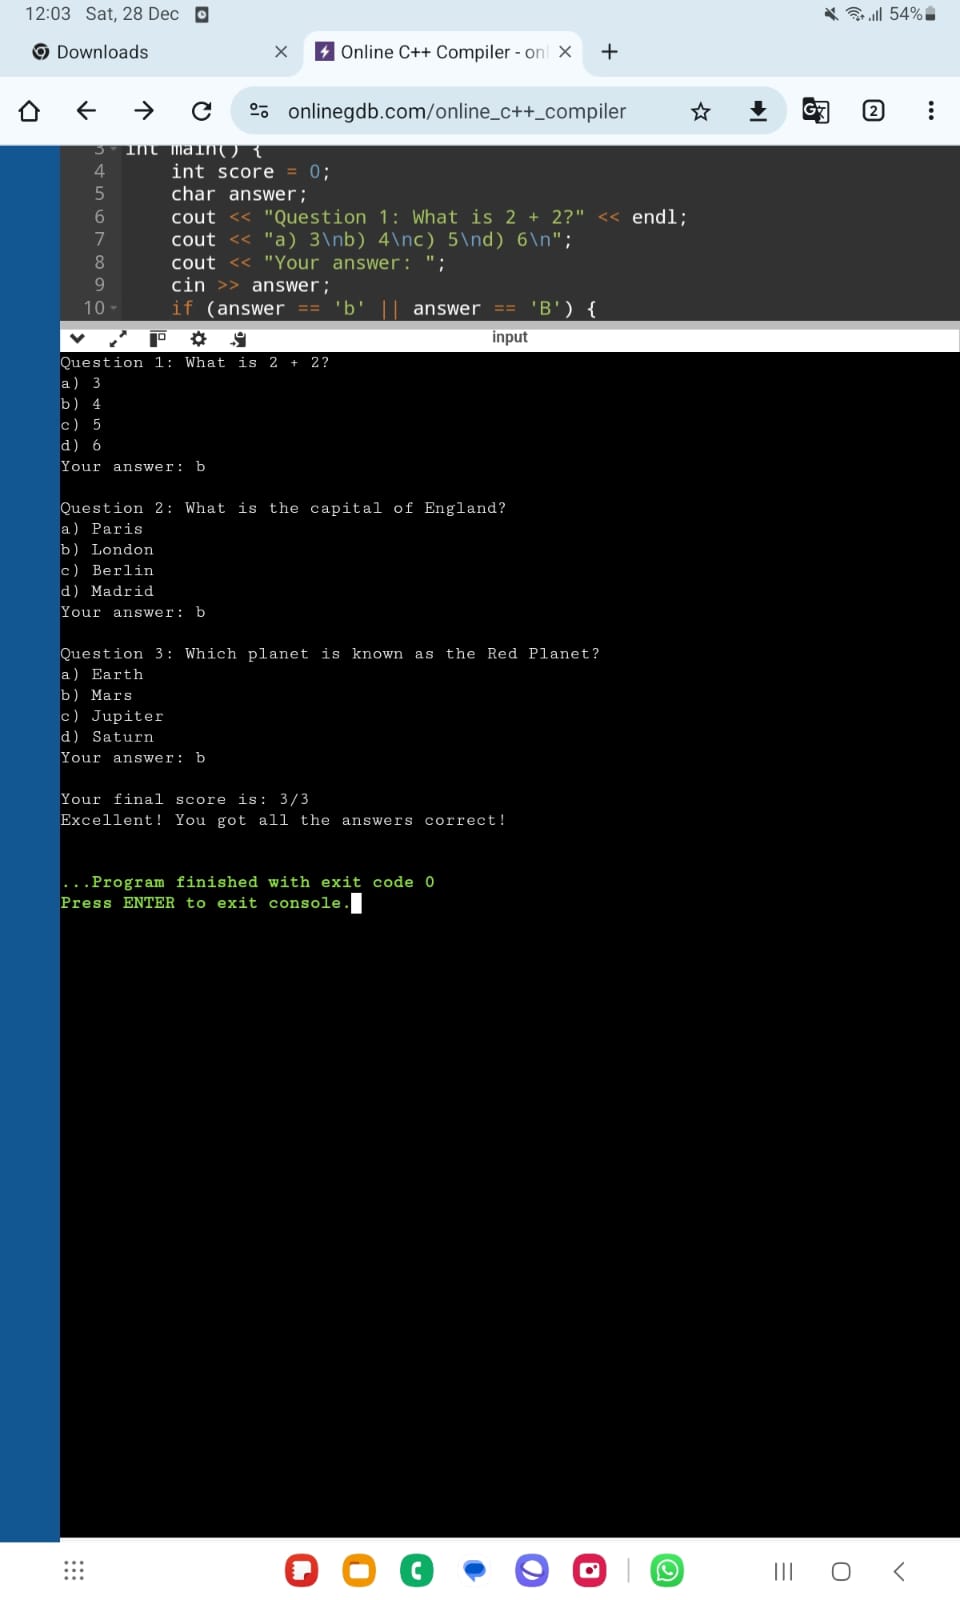 12:03 Sat, 28 Dec 54%
Downloads Online C++ Compiler - onl
onlinegdb.com/online_c++_compiler 2
3 int main() {
4 int score = 0;
5 char answer;
6 cout << "Question 1: What is 2 + 2?" << endl;
7 cout << "a) 3\nb) 4\nc) 5\nd) 6\n";
8 cout << "Your answer: ";
9 cin >> answer;
10 if (answer == 'b' || answer == 'B') {
input
Question 1: What is 2 + 2?
a) 3
b) 4
c) 5
d) 6
Your answer: b
Question 2: What is the capital of England?
a) Paris
b) London
c) Berlin
d) Madrid
Your answer: b
Question 3: Which planet is known as the Red Planet?
a) Earth
b) Mars
c) Jupiter
d) Saturn
Your answer: b
Your final score is: 3/3
Excellent! You got all the answers correct!
...Program finished with exit code 0
Press ENTER to exit console.